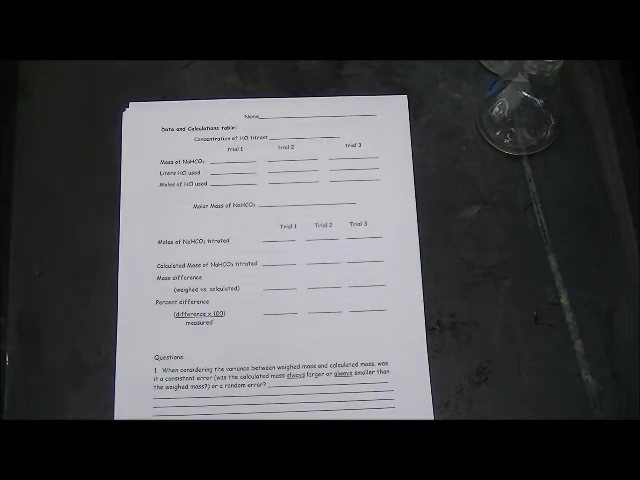 Name
Data and Calculations table:
Concentration of HCl titrant
trial 1 trial 2 trial 3
Mass of NaHCO3
Liters HCl used
Moles of HCl used
Molar Mass of NaHCO3
Trial 1 Trial 2 Trial 3
Moles of NaHCO3 titrated
Calculated Mass of NaHCO3 titrated
Mass difference
(weighed vs. calculated)
Percent difference
(difference x 100)
measured
Questions
1. When considering the variance between weighed mass and calculated mass, was
it a consistent error (was the calculated mass always larger or always smaller than
the weighed mass?) or a random error?